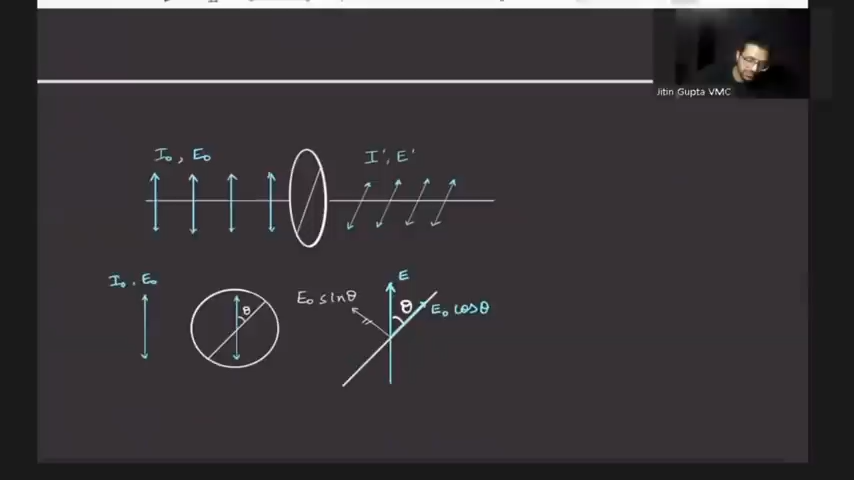 Jitin Gupta VMC
I₀, E₀
I', E'
I₀, E₀
θ
E₀ sinθ
E
θ
E₀ cosθ